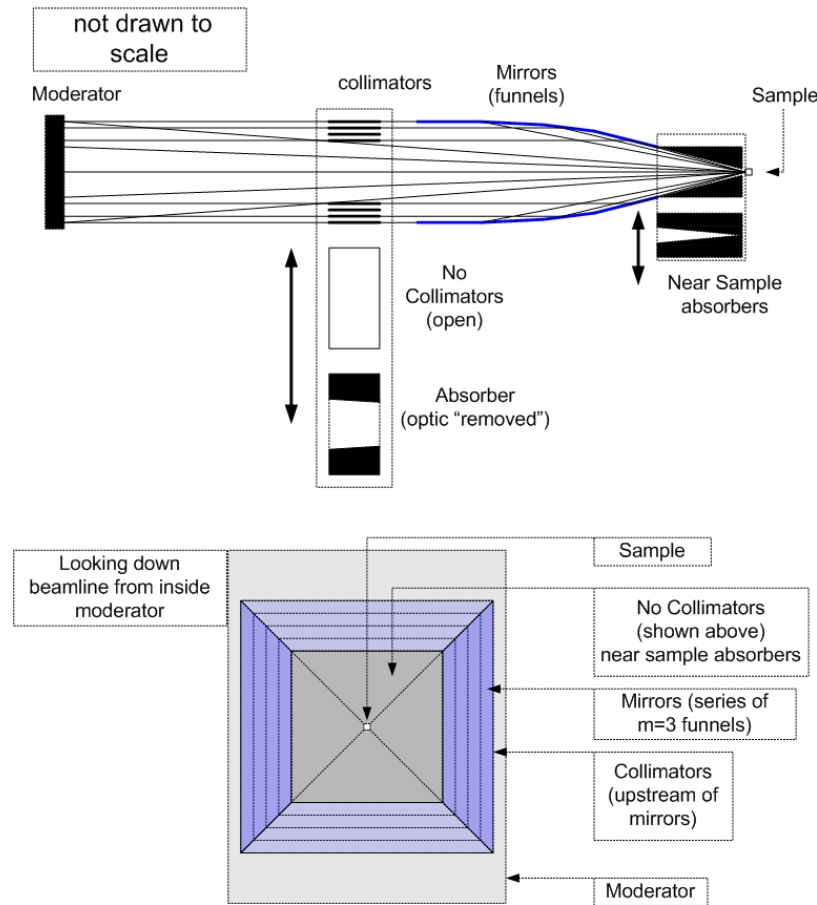 not drawn to
scale
Moderator
collimators
Mirrors
(funnels)
Sample
No
Collimators
(open)
Near Sample
absorbers
Absorber
(optic “removed”)
Looking down
beamline from inside
moderator
Sample
No Collimators
(shown above)
near sample absorbers
Mirrors (series of
m=3 funnels)
Collimators
(upstream of
mirrors)
Moderator